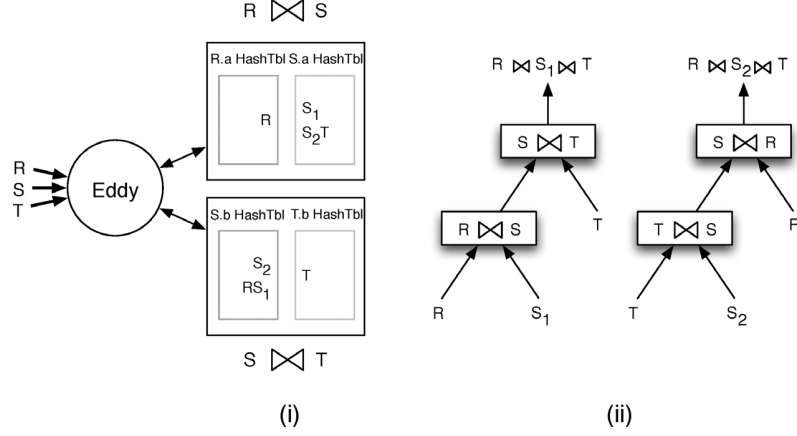 R ⋈ S
R.a HashTbl S.a HashTbl
R
S1
S2T
R
S
T
Eddy
S.b HashTbl T.b HashTbl
S2
RS1
T
S ⋈ T
(i)
R ⋈ S1 ⋈ T
S ⋈ T
R ⋈ S
T
R
S1
R ⋈ S2 ⋈ T
S ⋈ R
T ⋈ S
R
T
S2
(ii)